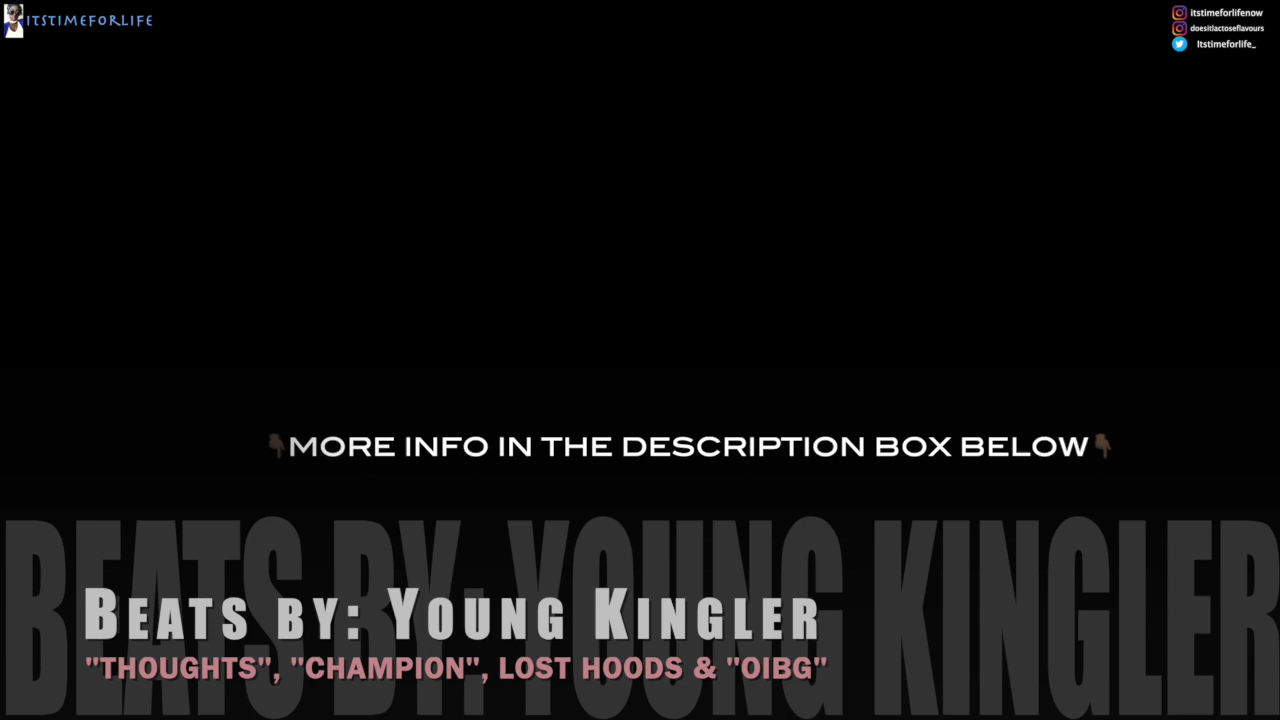 ITSTIMEFORLIFE
itstimeforlifenow
doesitlactoseflavours
Itstimeforlife_
👇🏿MORE INFO IN THE DESCRIPTION BOX BELOW👇🏿
BEATS BY: YOUNG KINGLER
BEATS BY: YOUNG KINGLER
"THOUGHTS", "CHAMPION", LOST HOODS & "OIBG"